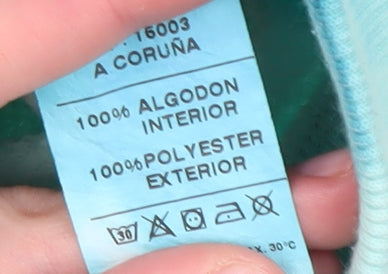 16003
A CORUÑA
100% ALGODON
INTERIOR
100% POLYESTER
EXTERIOR
30
30°C